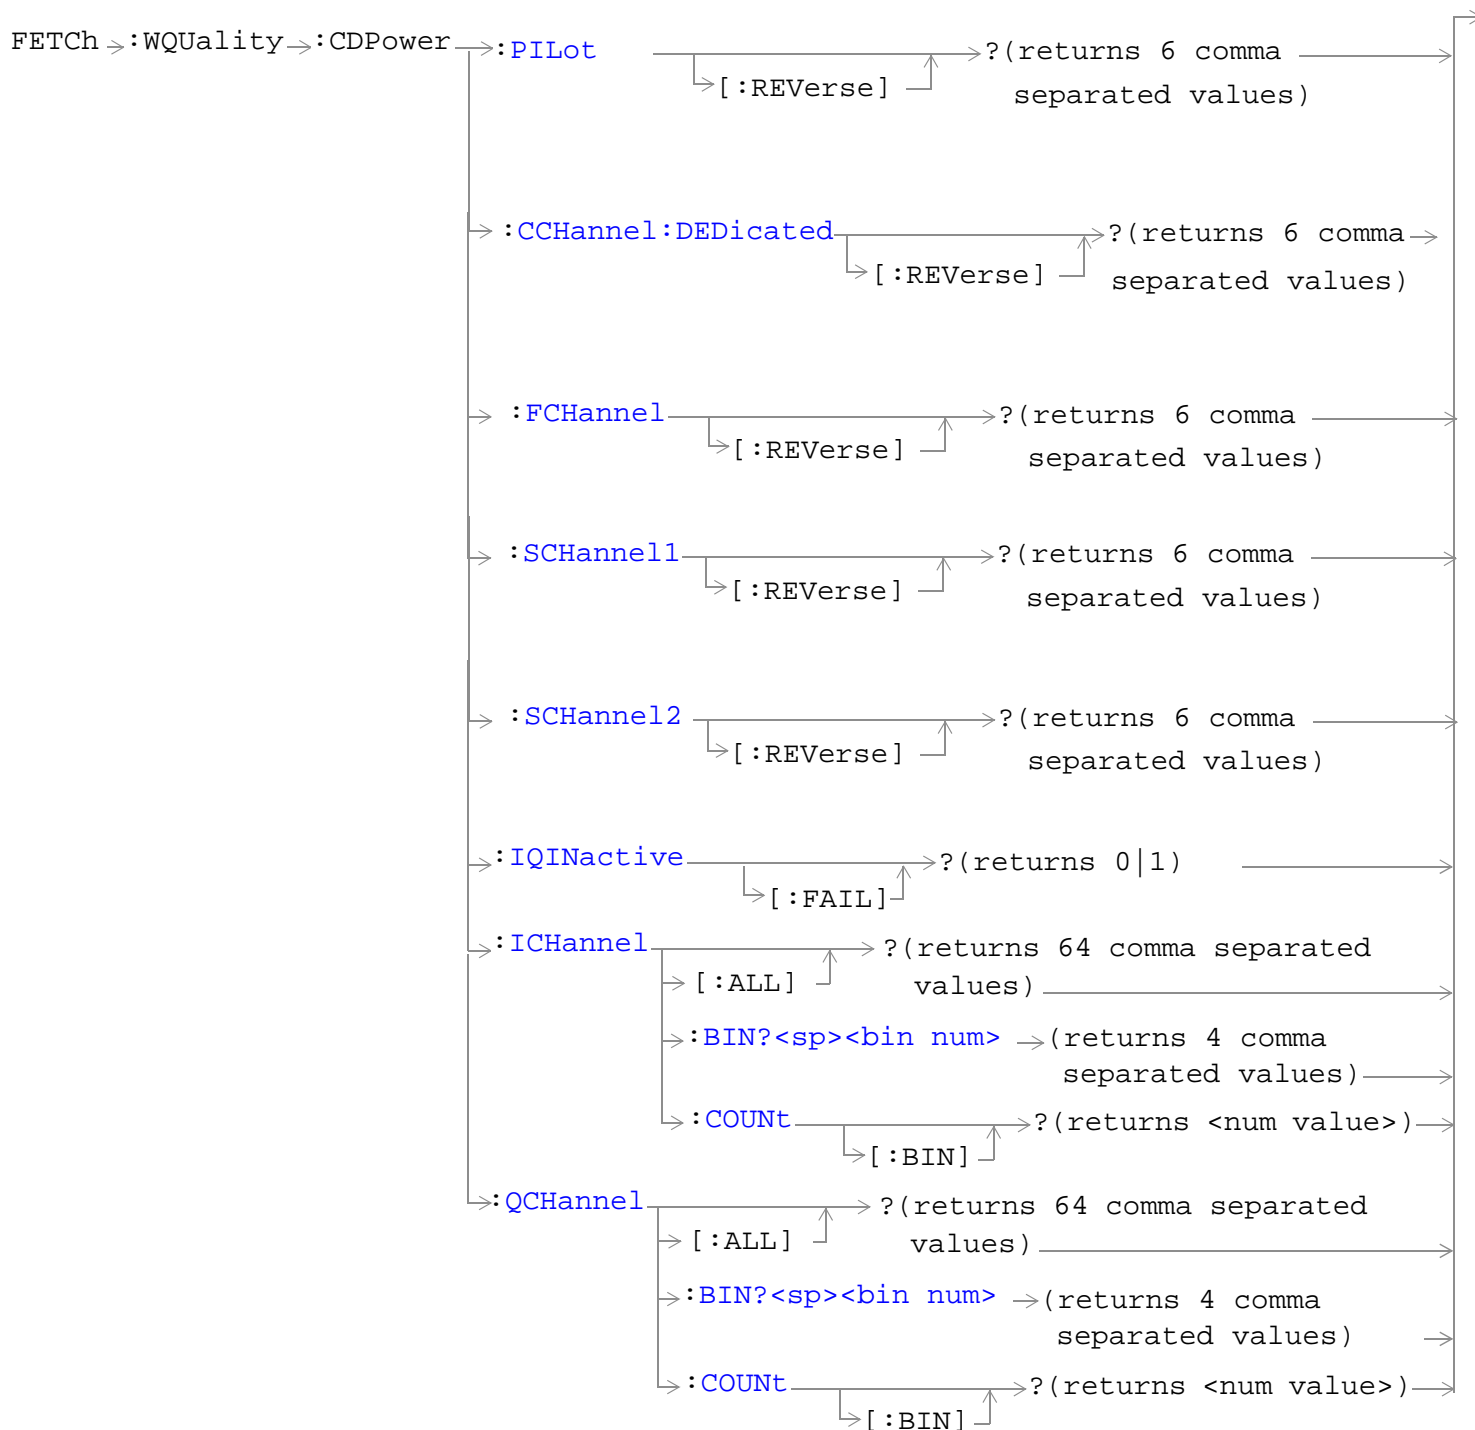 FETCh :WQUality :CDPower :PILot ?(returns 6 comma
[:REVerse] separated values)
:CCHannel:DEDicated ?(returns 6 comma
[:REVerse] separated values)
:FCHannel ?(returns 6 comma
[:REVerse] separated values)
:SCHannel1 ?(returns 6 comma
[:REVerse] separated values)
:SCHannel2 ?(returns 6 comma
[:REVerse] separated values)
:IQINactive ?(returns 0|1)
[:FAIL]
:ICHannel ?(returns 64 comma separated
[:ALL] values)
:BIN?<sp><bin num> (returns 4 comma
separated values)
:COUNt ?(returns <num value>)
[:BIN]
:QCHannel ?(returns 64 comma separated
[:ALL] values)
:BIN?<sp><bin num> (returns 4 comma
separated values)
:COUNt ?(returns <num value>)
[:BIN]